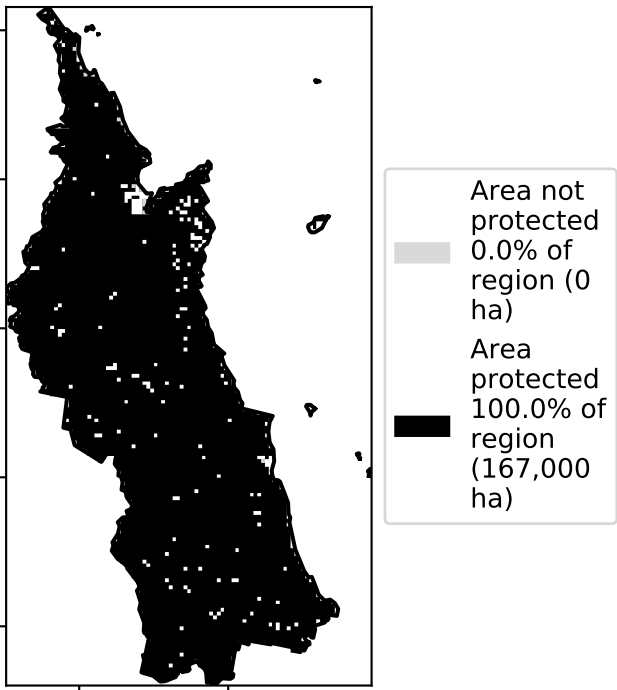 Area not
protected
0.0% of
region (0
ha)
Area
protected
100.0% of
region
(167,000
ha)